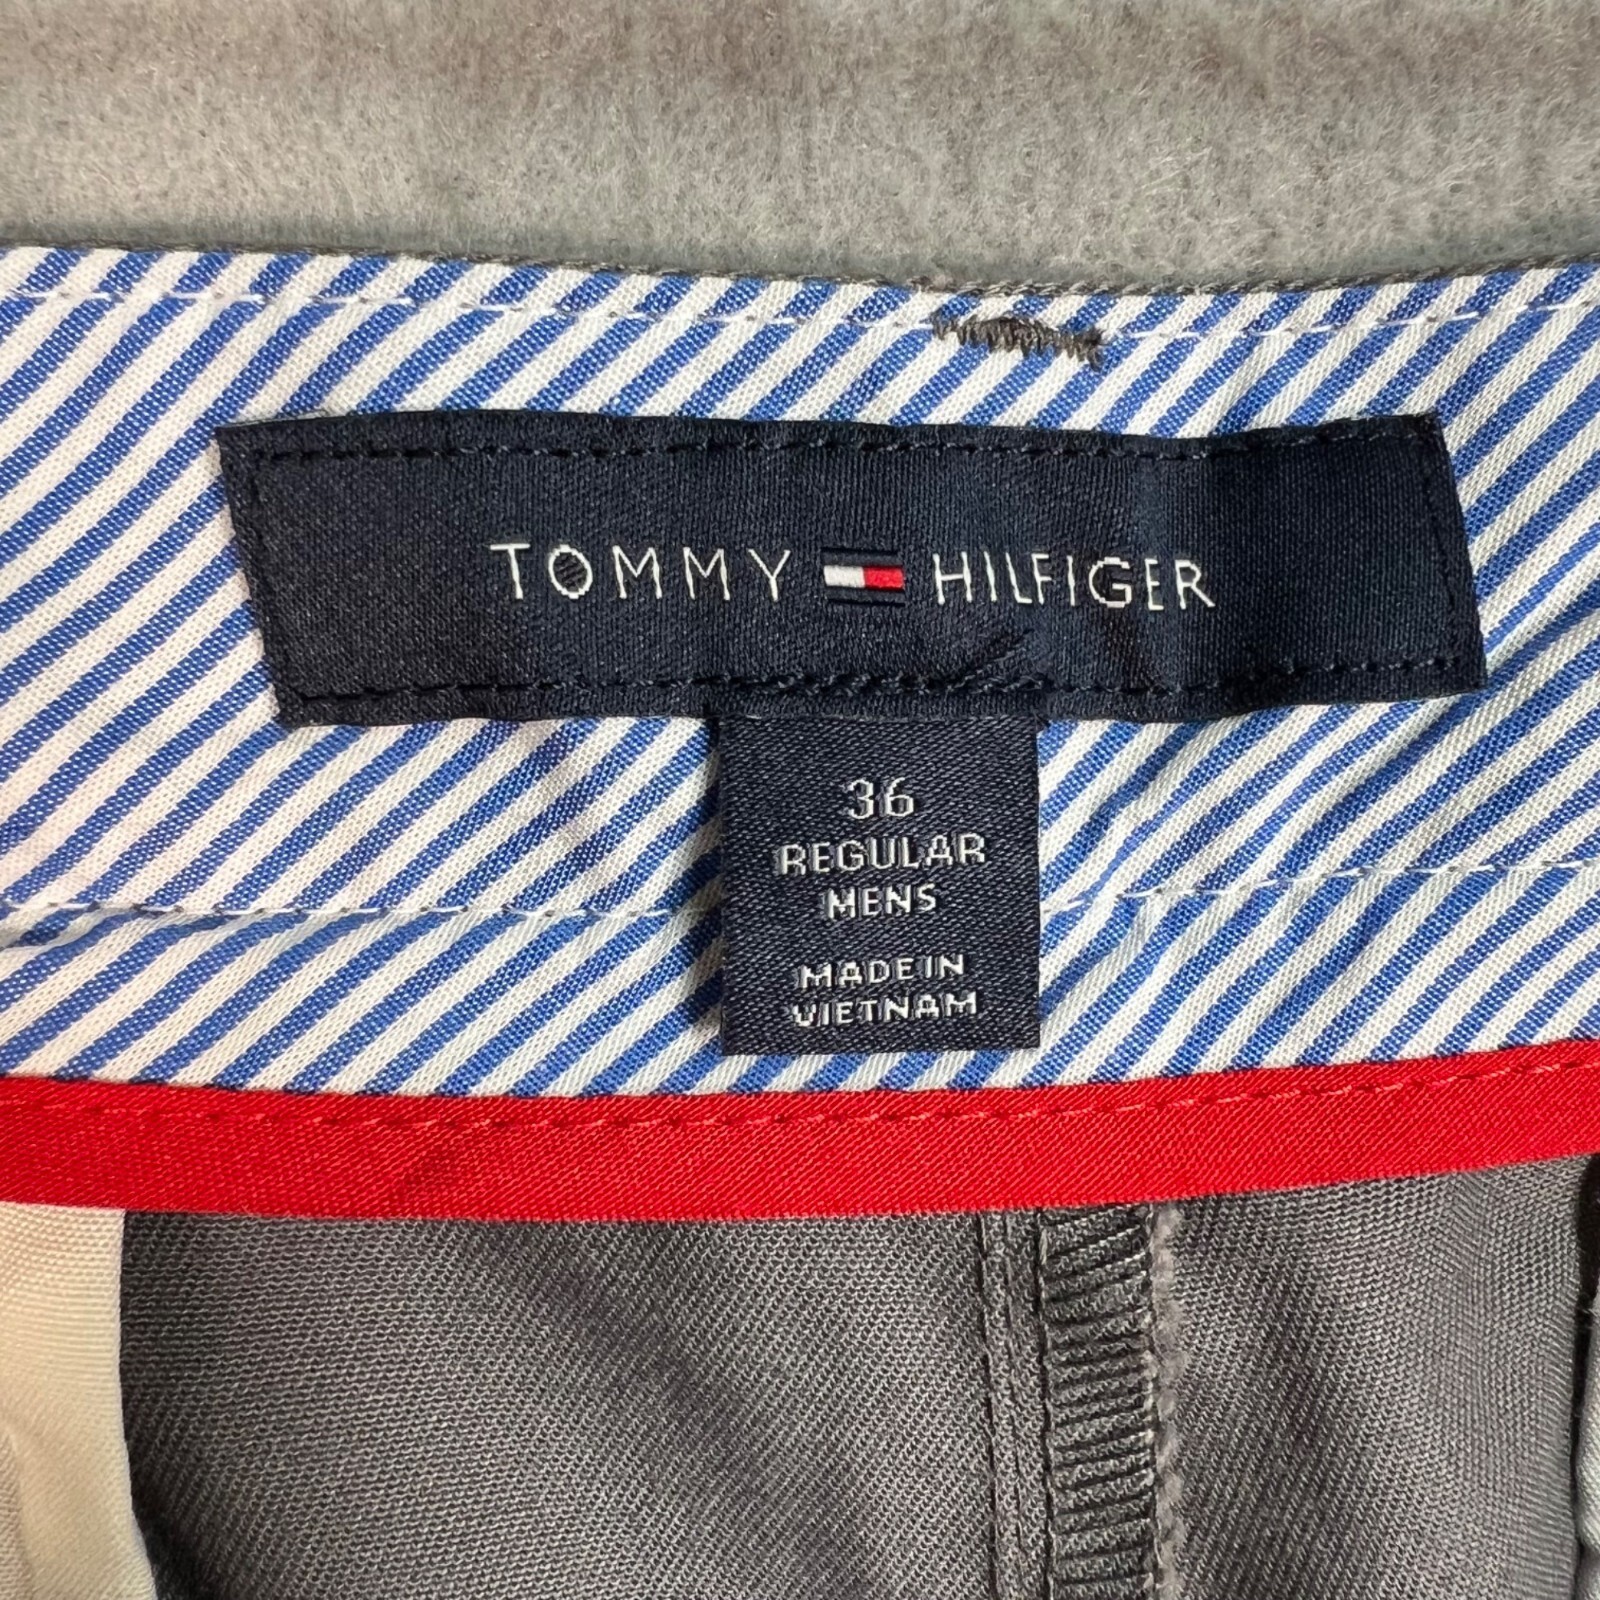 TOMMY HILFIGER
36
REGULAR
MENS
MADE IN
VIETNAM